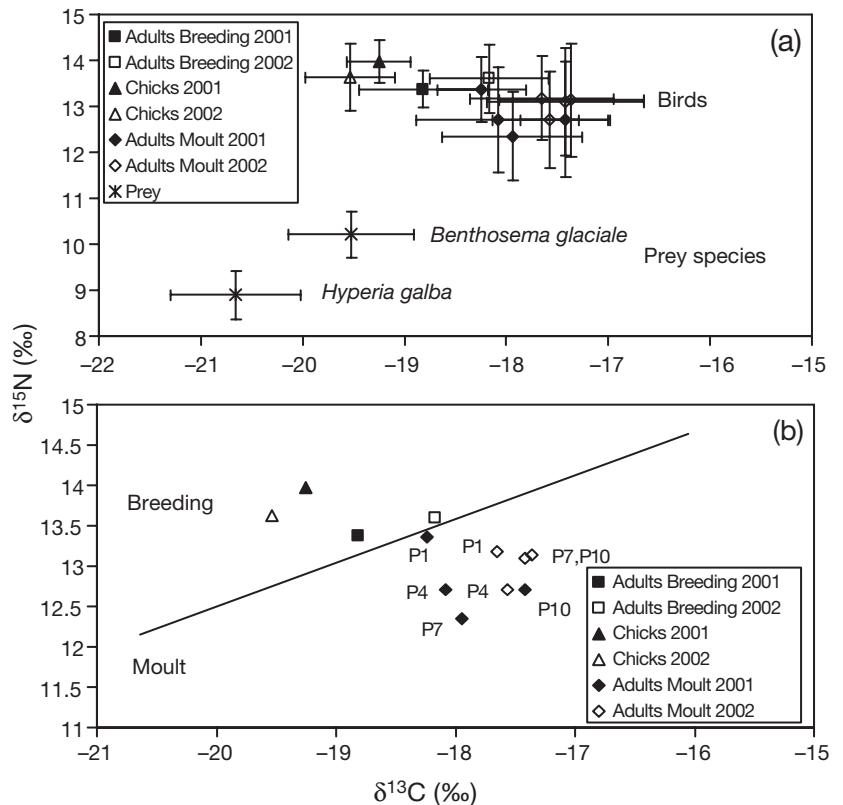 (a)
Adults Breeding 2001
Adults Breeding 2002
Chicks 2001
Chicks 2002
Adults Moult 2001
Adults Moult 2002
Prey
Birds
Benthosema glaciale
Prey species
Hyperia galba
15
14
13
12
11
10
9
8
−22 −21 −20 −19 −18 −17 −16 −15
δ15N (‰)
(b)
15
14.5
14
13.5
13
12.5
12
11.5
11
Breeding
Moult
P1 P1 P7,P10
P4 P4 P10
P7
Adults Breeding 2001
Adults Breeding 2002
Chicks 2001
Chicks 2002
Adults Moult 2001
Adults Moult 2002
−21 −20 −19 −18 −17 −16 −15
δ13C (‰)